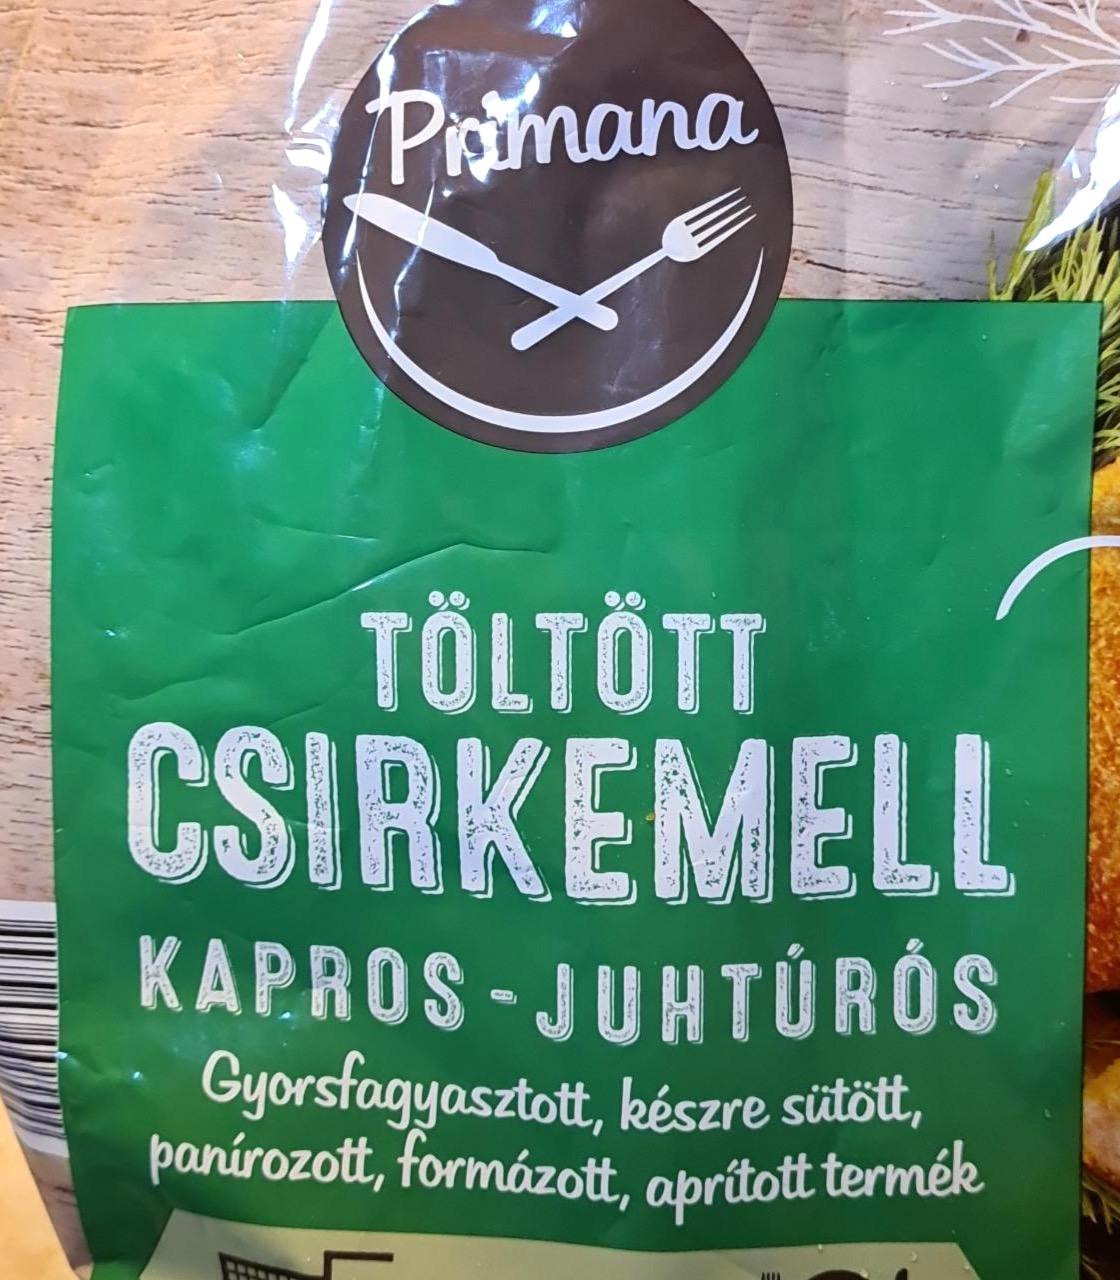 Primana
TÖLTÖTT
CSIRKEMELL
KAPROS-JUHTÚRÓS
Gyorsfagyasztott, készre sütött,
panírozott, formázott, aprított termék